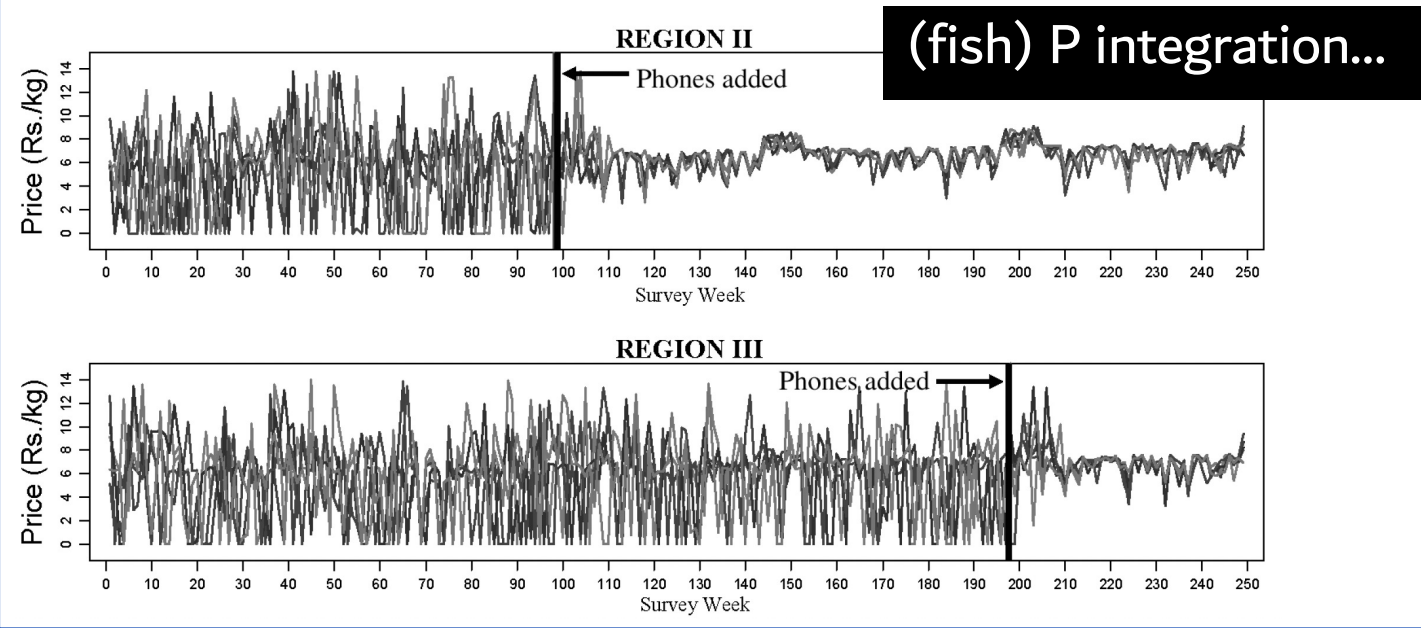 (fish) P integration...
REGION II
Phones added
Price (Rs./kg)
14
12
10
8
6
4
2
0
0 10 20 30 40 50 60 70 80 90 100 110 120 130 140 150 160 170 180 190 200 210 220 230 240 250
Survey Week
REGION III
Phones added
Price (Rs./kg)
14
12
10
8
6
4
2
0
0 10 20 30 40 50 60 70 80 90 100 110 120 130 140 150 160 170 180 190 200 210 220 230 240 250
Survey Week